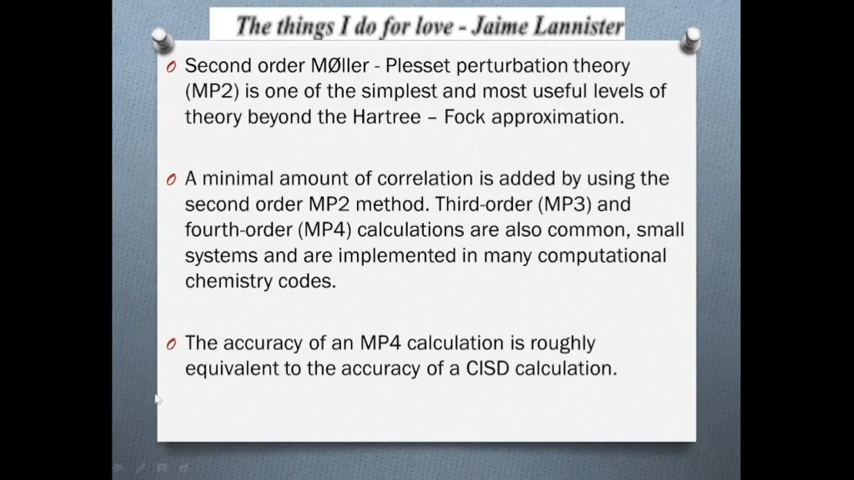 The things I do for love - Jaime Lannister
Second order MØller - Plesset perturbation theory
(MP2) is one of the simplest and most useful levels of
theory beyond the Hartree – Fock approximation.
A minimal amount of correlation is added by using the
second order MP2 method. Third-order (MP3) and
fourth-order (MP4) calculations are also common, small
systems and are implemented in many computational
chemistry codes.
The accuracy of an MP4 calculation is roughly
equivalent to the accuracy of a CISD calculation.